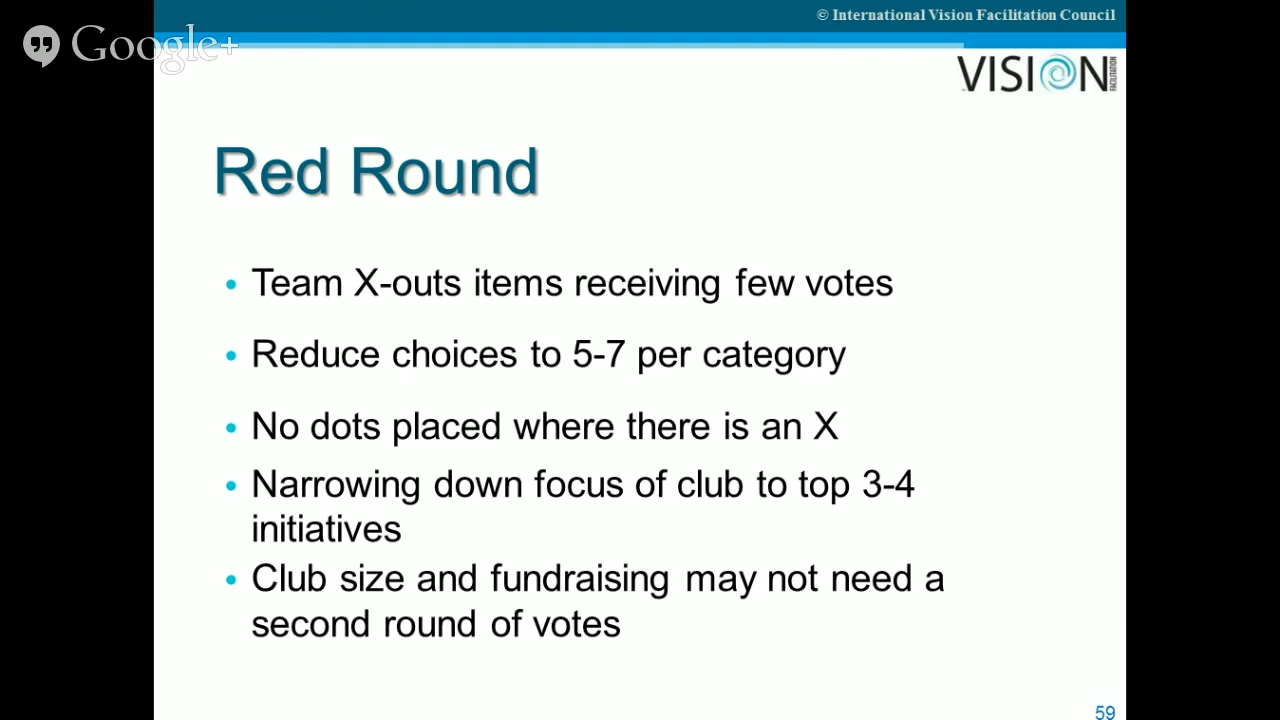 © International Vision Facilitation Council
Google+
VISION
FACILITATION
Red Round
• Team X-outs items receiving few votes
• Reduce choices to 5-7 per category
• No dots placed where there is an X
• Narrowing down focus of club to top 3-4
initiatives
• Club size and fundraising may not need a
second round of votes
59